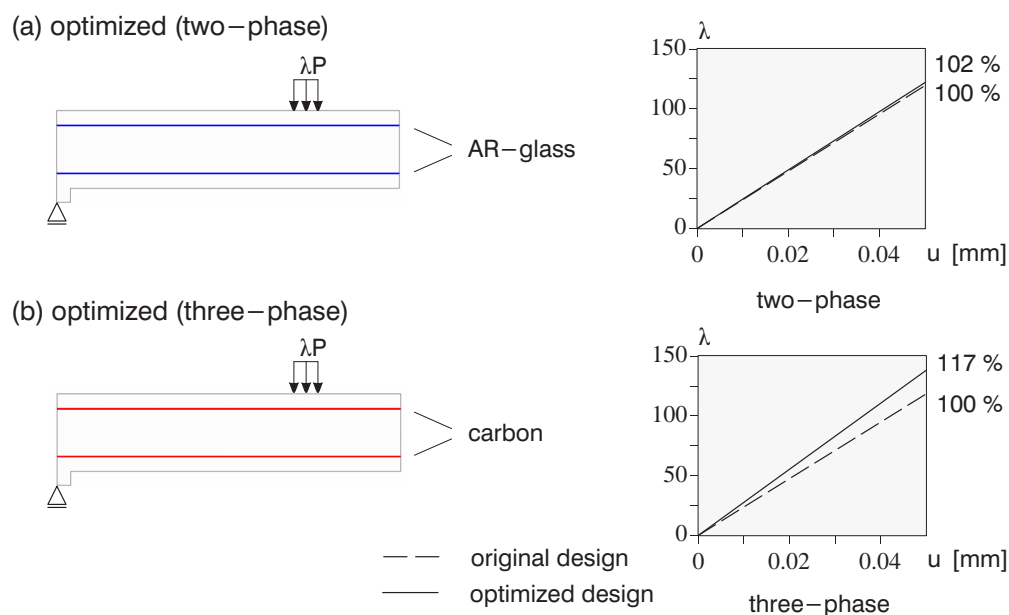 (a) optimized (two−phase)
λP
AR−glass
λ
150
100
50
0
102 %
100 %
0 0.02 0.04 u [mm]
two−phase
(b) optimized (three−phase)
λP
carbon
λ
150
100
50
0
117 %
100 %
0 0.02 0.04 u [mm]
three−phase
original design
optimized design